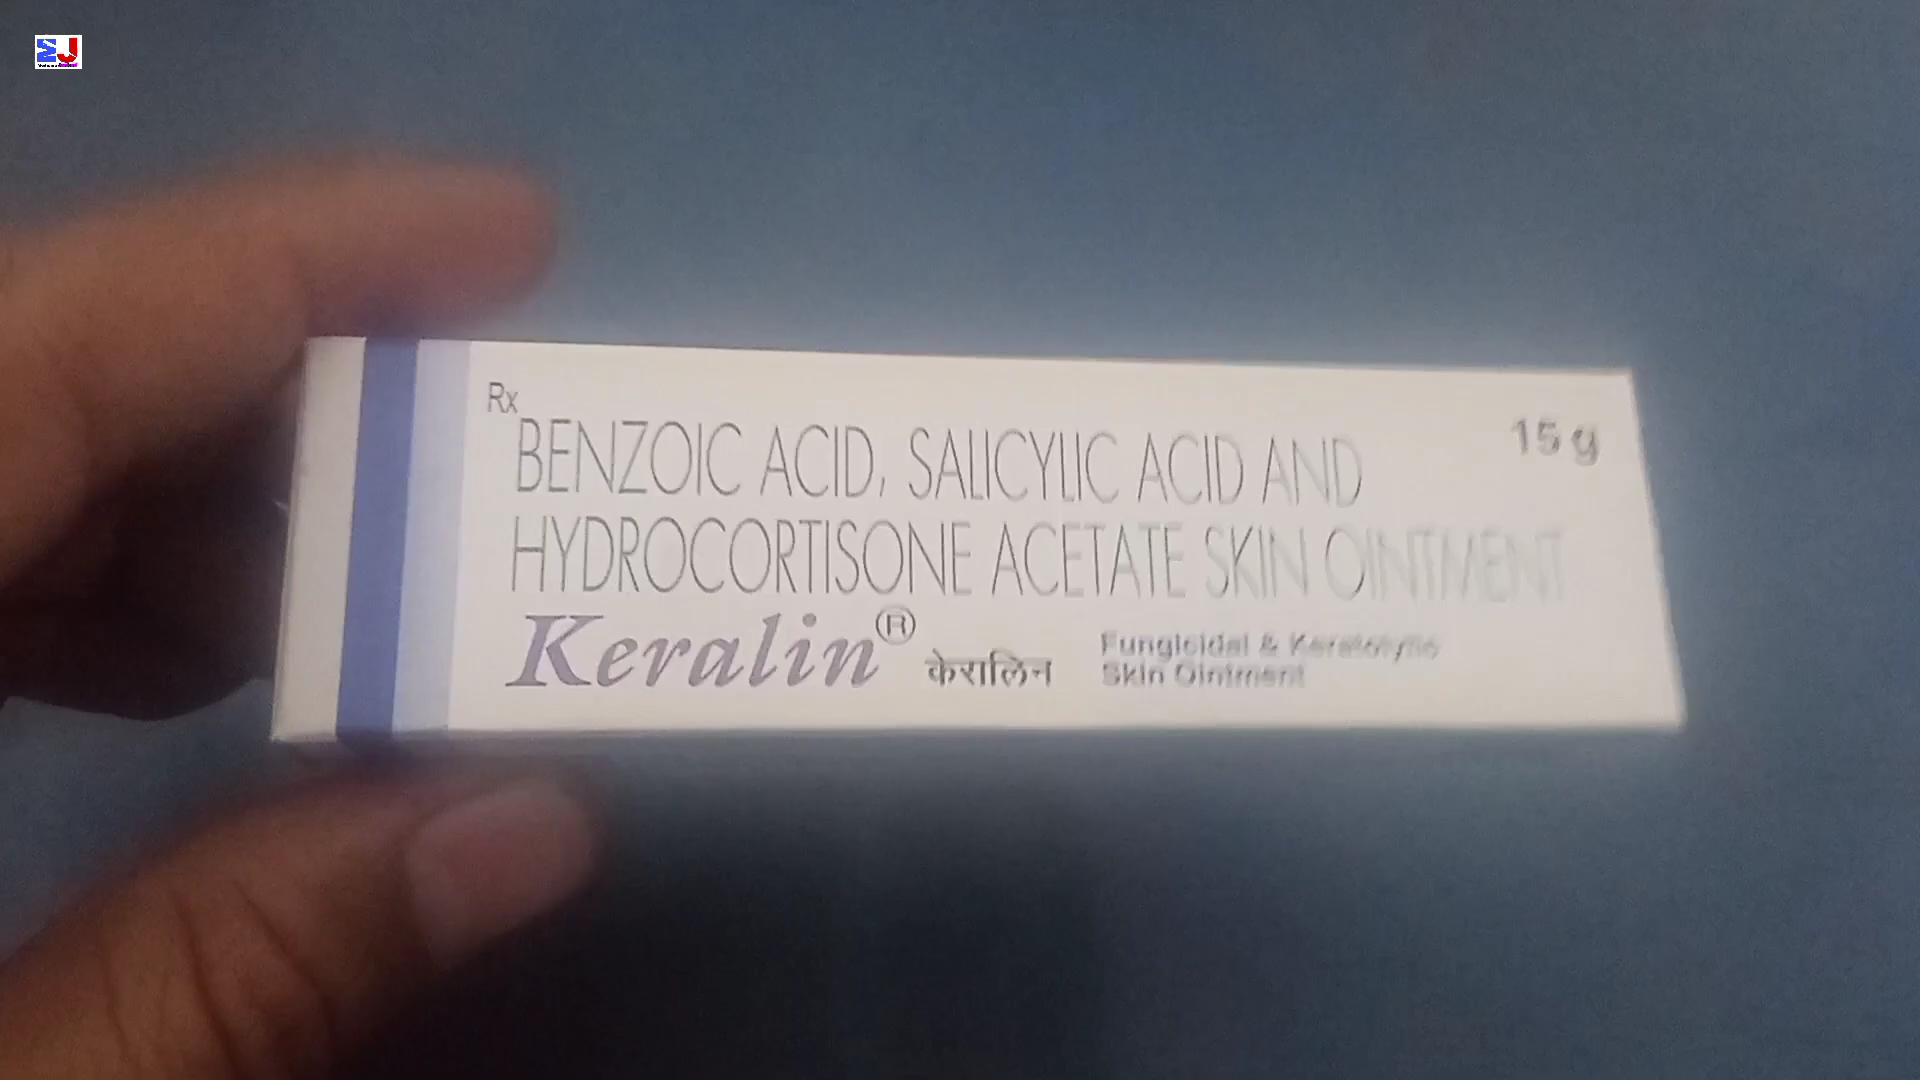 Rx
BENZOIC ACID, SALICYLIC ACID AND
HYDROCORTISONE ACETATE SKIN OINTMENT
15 g
Keralin® केरालिन
Fungicidal & Keratolytic
Skin Ointment